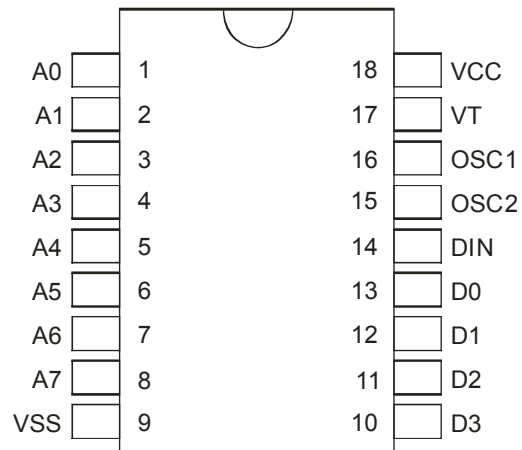 A0 1 18 VCC
A1 2 17 VT
A2 3 16 OSC1
A3 4 15 OSC2
A4 5 14 DIN
A5 6 13 D0
A6 7 12 D1
A7 8 11 D2
VSS 9 10 D3